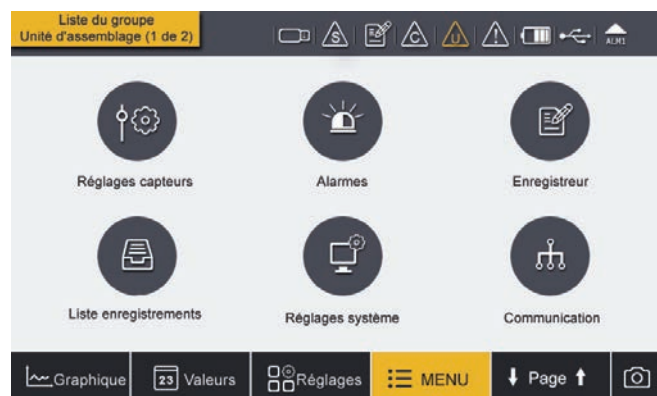 Liste du groupe
Unité d'assemblage (1 de 2)
S
C
U
ALM1
Réglages capteurs
Alarmes
Enregistreur
Liste enregistrements
Réglages système
Communication
Graphique
23 Valeurs
Réglages
MENU
Page